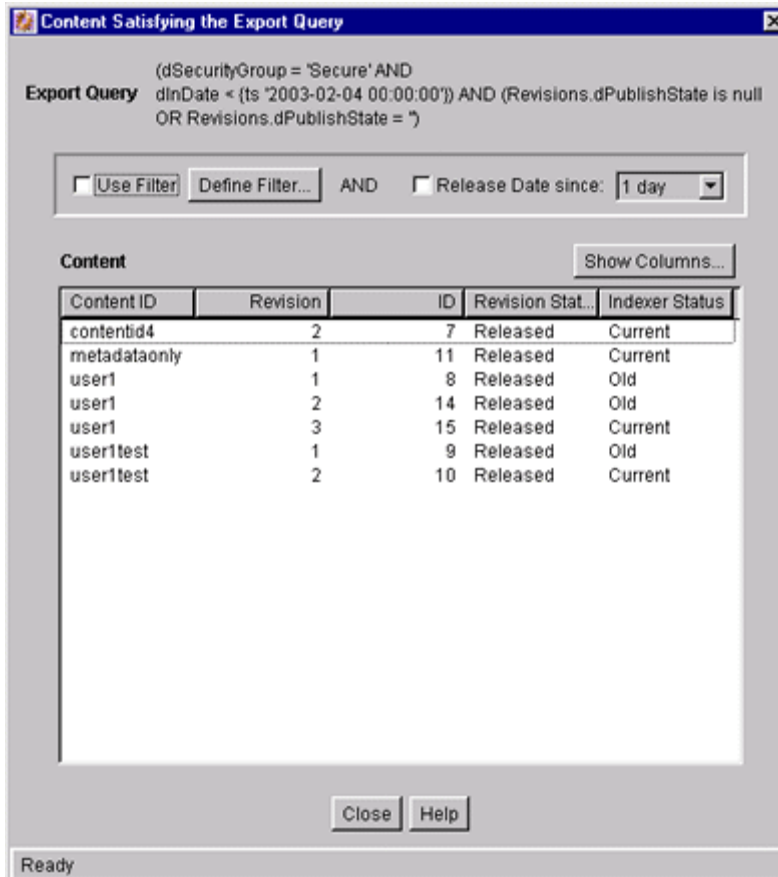 Content Satisfying the Export Query
Export Query
(dSecurityGroup = 'Secure' AND
dInDate < {ts '2003-02-04 00:00:00'}) AND (Revisions.dPublishState is null
OR Revisions.dPublishState = '')
Use Filter Define Filter... AND Release Date since: 1 day
Content Show Columns...
Content ID Revision ID Revision Stat... Indexer Status
contentid4 2 7 Released Current
metadataonly 1 11 Released Current
user1 1 8 Released Old
user1 2 14 Released Old
user1 3 15 Released Current
user1test 1 9 Released Old
user1test 2 10 Released Current
Close Help
Ready